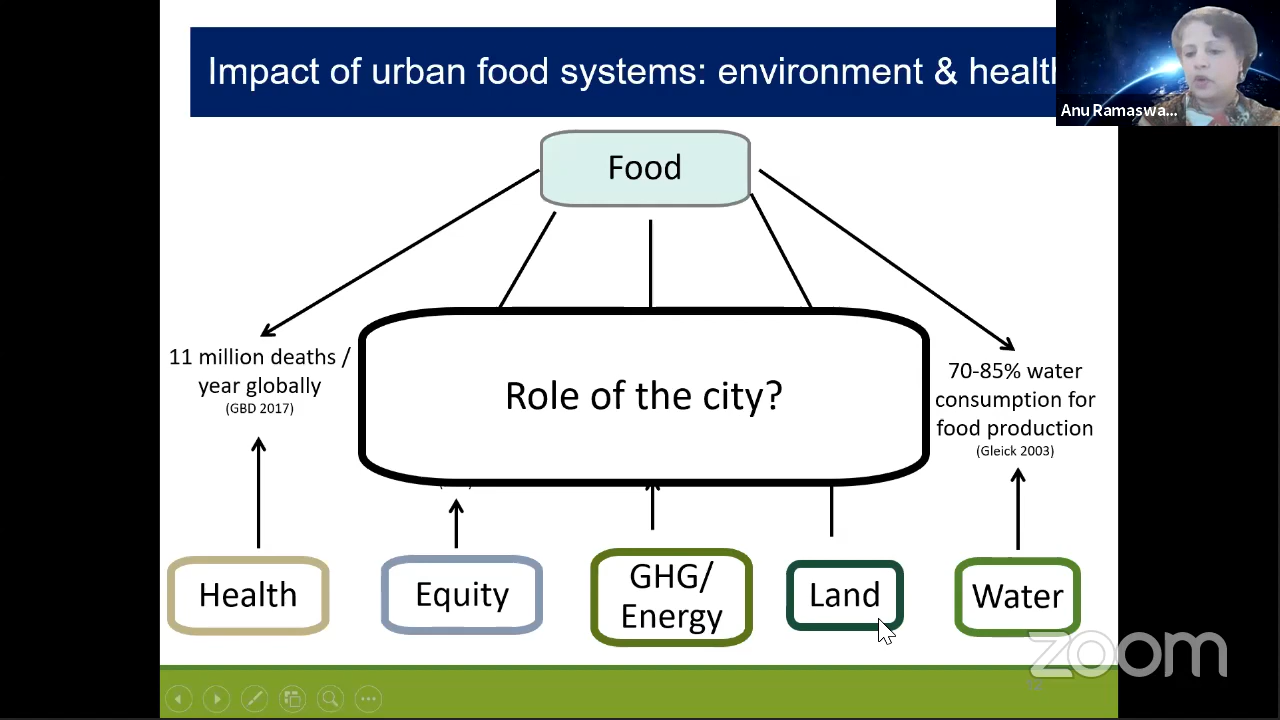 Impact of urban food systems: environment & health
Anu Ramaswa...
Food
11 million deaths /
year globally
(GBD 2017)
Role of the city?
70-85% water
consumption for
food production
(Gleick 2003)
Health
Equity
GHG/
Energy
Land
Water
zoom